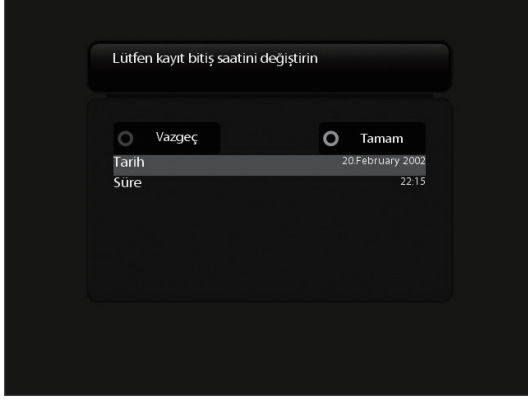 Lütfen kayıt bitiş saatini değiştirin
Vazgeç Tamam
Tarih 20.February 2002
Süre 22:15